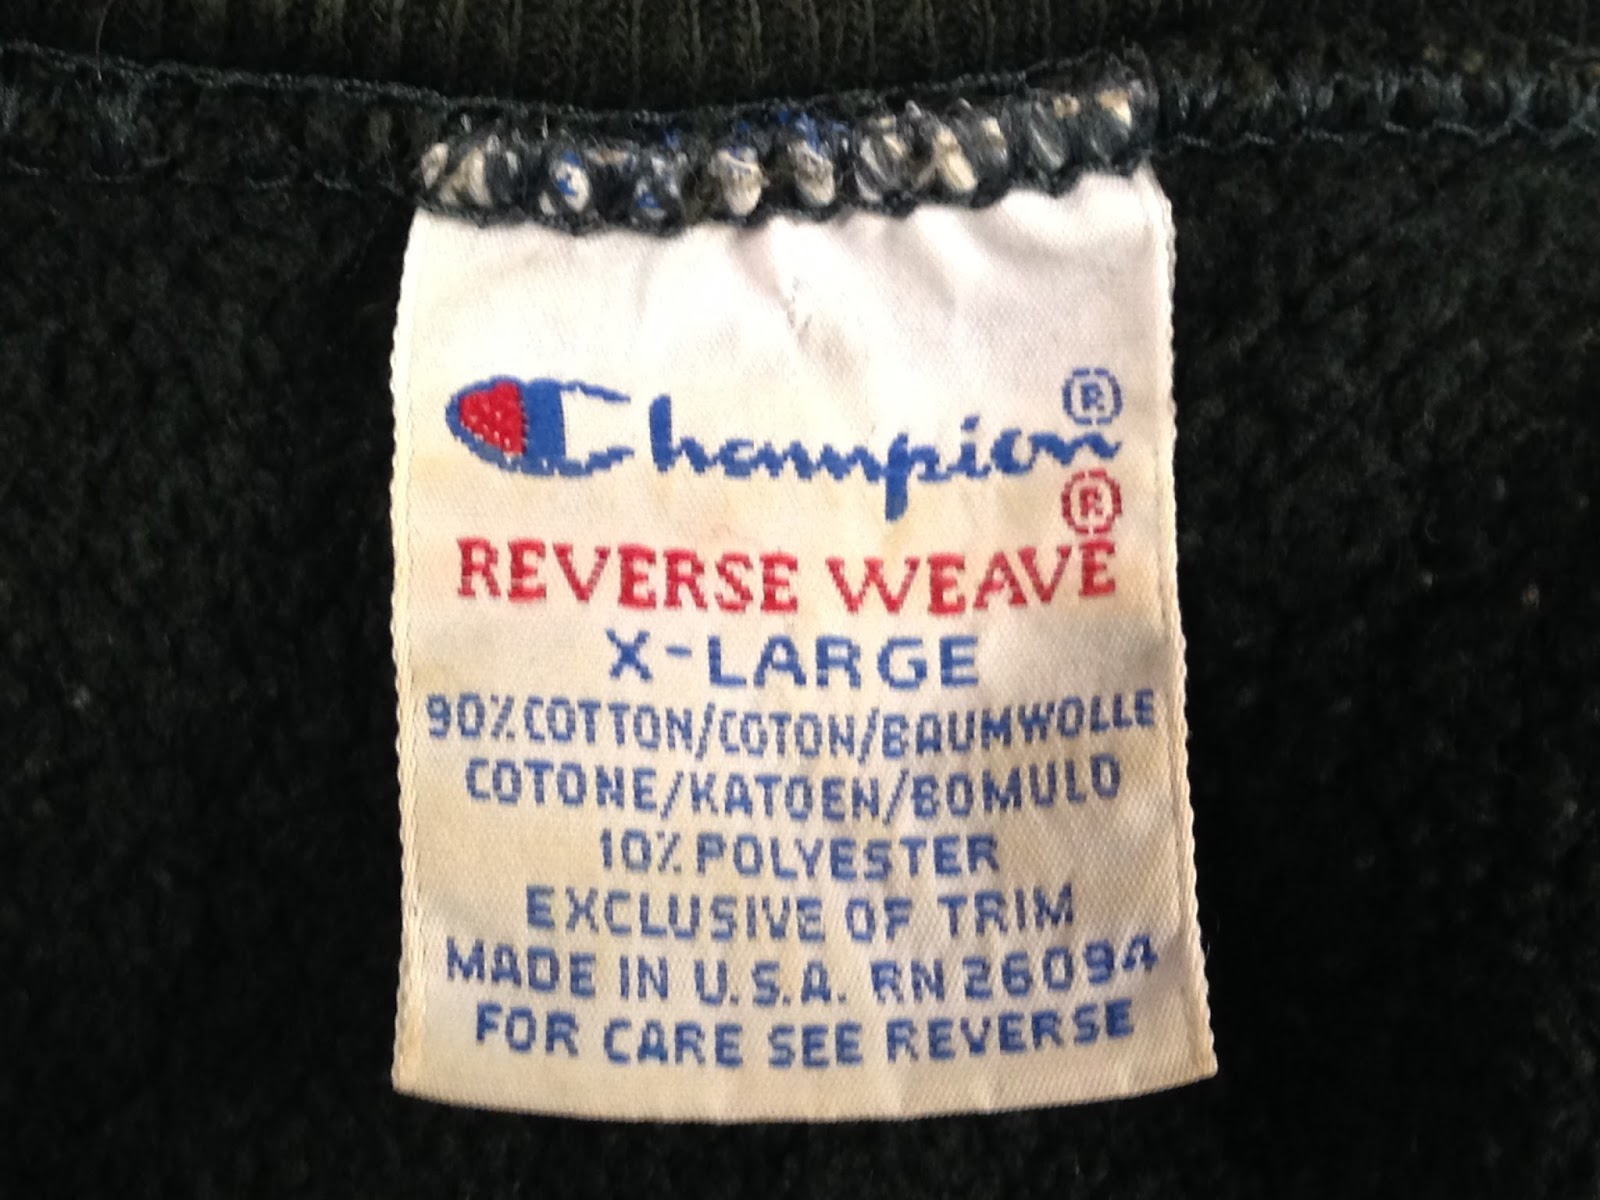 Champion®
REVERSE WEAVE®
X-LARGE
90% COTTON/COTON/BAUMWOLLE
COTONE/KATOEN/BOMULD
10% POLYESTER
EXCLUSIVE OF TRIM
MADE IN U.S.A. RN 26094
FOR CARE SEE REVERSE